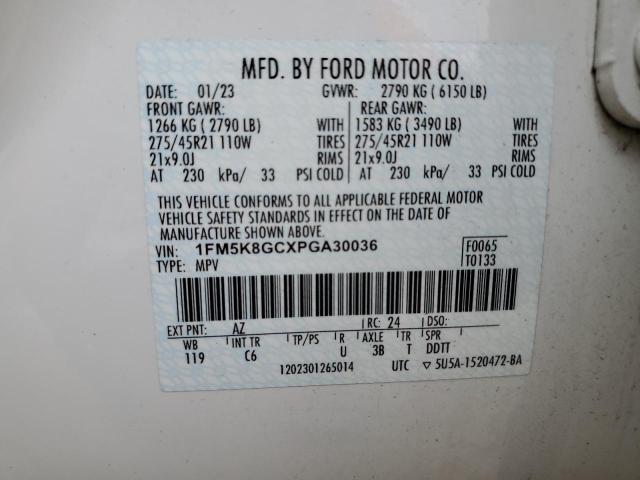 MFD. BY FORD MOTOR CO.
DATE: 01/23 GVWR: 2790 KG ( 6150 LB)
FRONT GAWR: REAR GAWR:
1266 KG ( 2790 LB) WITH 1583 KG ( 3490 LB) WITH
275/45R21 110W TIRES 275/45R21 110W TIRES
21x9.0J RIMS 21x9.0J RIMS
AT 230 kPa/ 33 PSI COLD AT 230 kPa/ 33 PSI COLD
THIS VEHICLE CONFORMS TO ALL APPLICABLE FEDERAL MOTOR
VEHICLE SAFETY STANDARDS IN EFFECT ON THE DATE OF
MANUFACTURE SHOWN ABOVE.
VIN: 1FM5K8GCXPGA30036 F0065
TYPE: MPV T0133
EXT PNT: AZ RC: 24 DSO:
WB INT TR TP/PS R AXLE TR SPR
119 C6 U 3B T DDTT
1202301265014 UTC ▽ 5U5A-1520472-BA